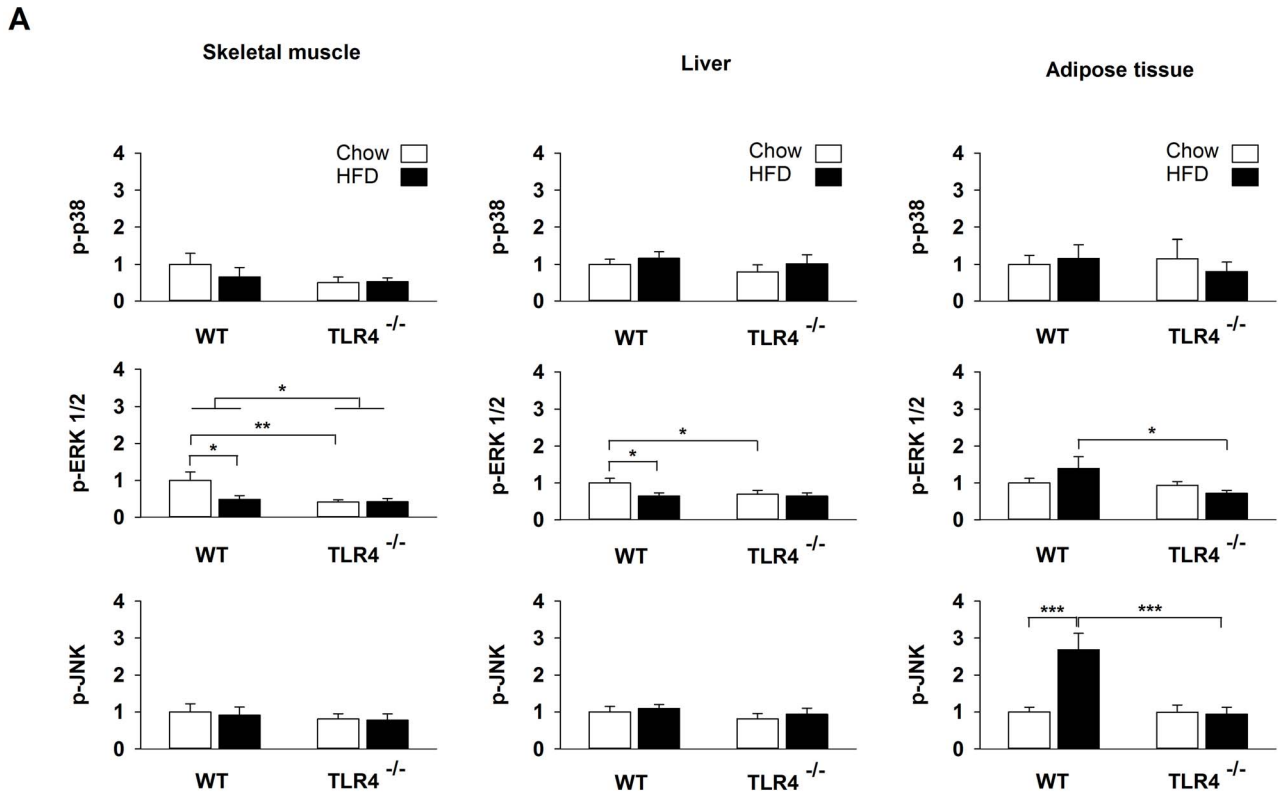 A
Skeletal muscle
Liver
Adipose tissue
p-p38
4
3
2
1
0
Chow
HFD
WT
TLR4 -/-
p-p38
4
3
2
1
0
Chow
HFD
WT
TLR4 -/-
p-p38
4
3
2
1
0
Chow
HFD
WT
TLR4 -/-
p-ERK 1/2
4
3
2
1
0
*
**
*
WT
TLR4 -/-
p-ERK 1/2
4
3
2
1
0
*
*
WT
TLR4 -/-
p-ERK 1/2
4
3
2
1
0
*
WT
TLR4 -/-
p-JNK
4
3
2
1
0
WT
TLR4 -/-
p-JNK
4
3
2
1
0
WT
TLR4 -/-
p-JNK
4
3
2
1
0
*** ***
WT
TLR4 -/-